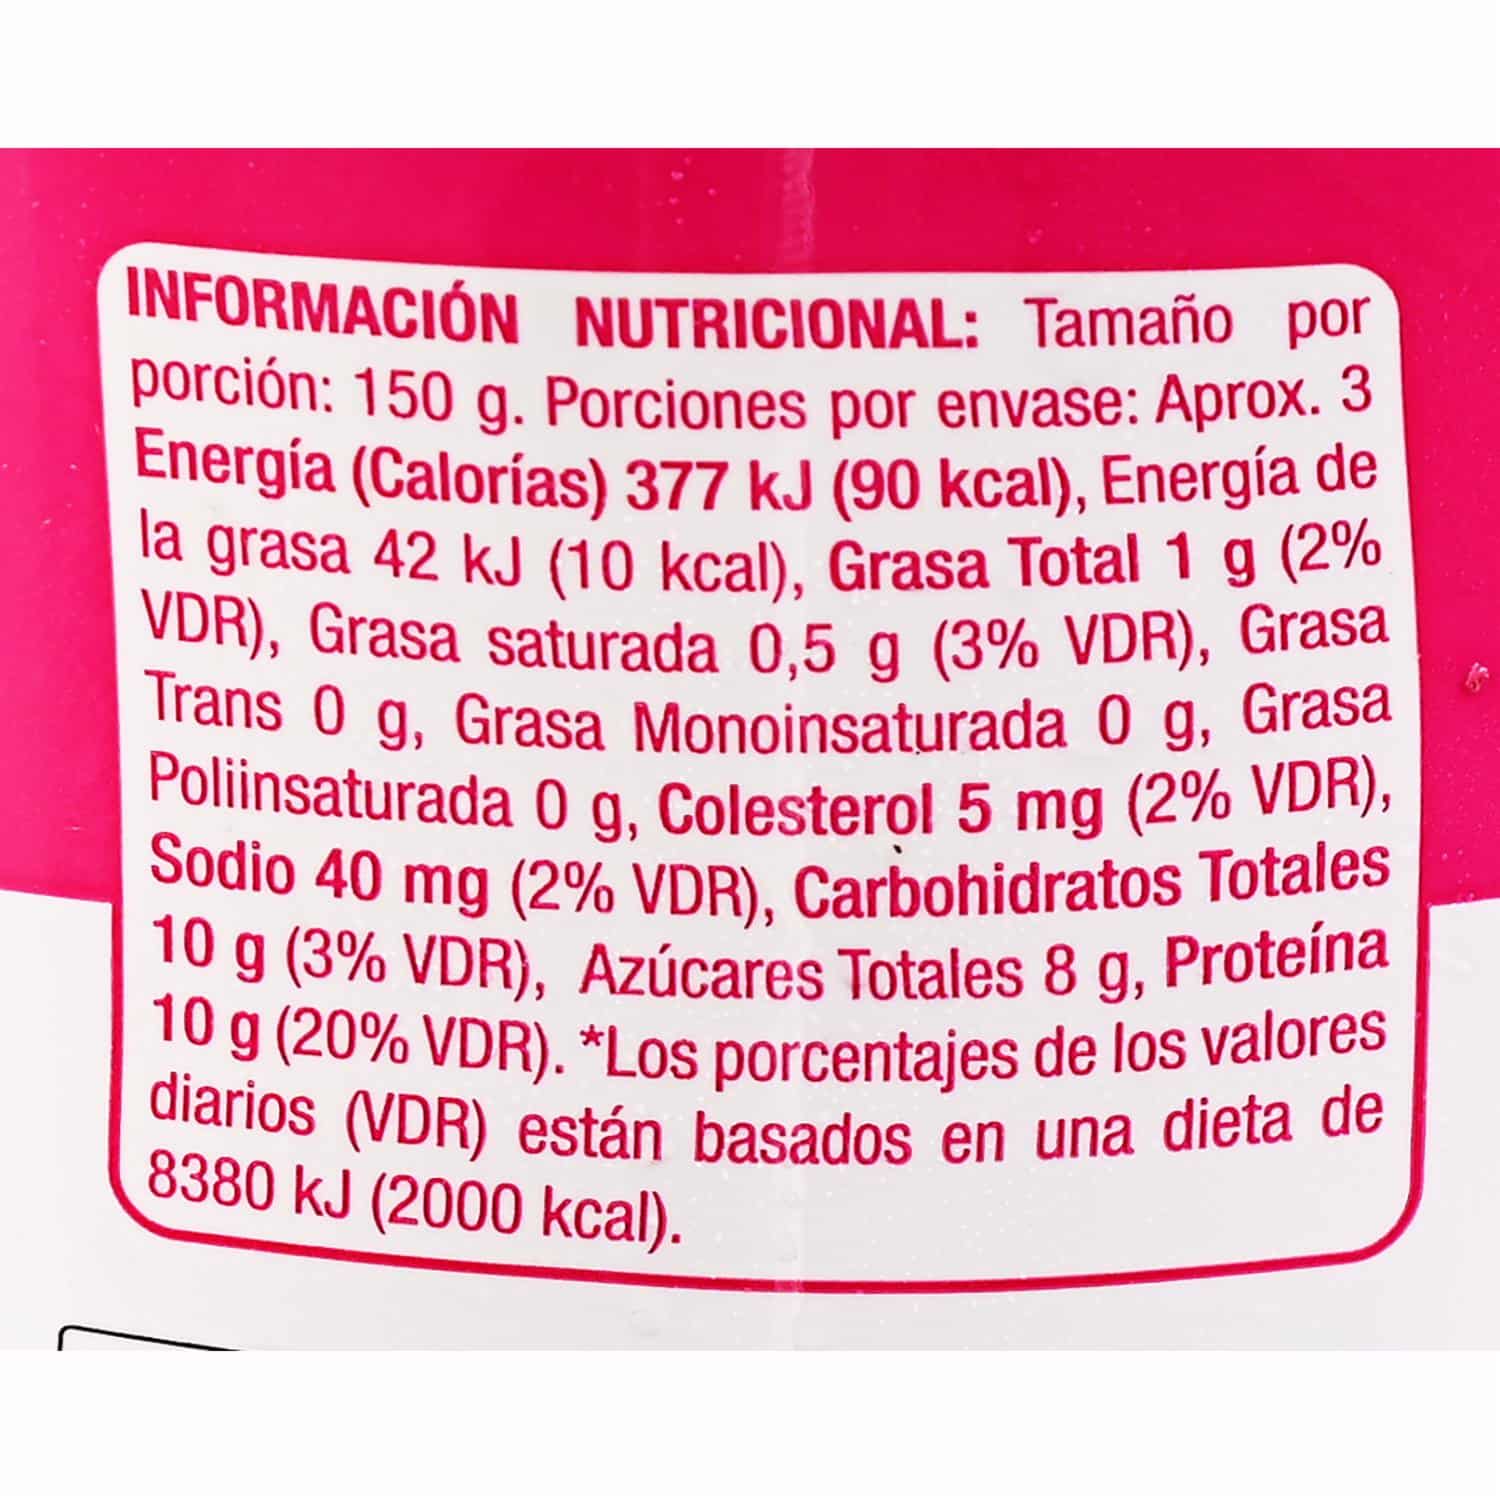 INFORMACIÓN NUTRICIONAL: Tamaño por
porción: 150 g. Porciones por envase: Aprox. 3
Energía (Calorías) 377 kJ (90 kcal), Energía de
la grasa 42 kJ (10 kcal), Grasa Total 1 g (2%
VDR), Grasa saturada 0,5 g (3% VDR), Grasa
Trans 0 g, Grasa Monoinsaturada 0 g, Grasa
Poliinsaturada 0 g, Colesterol 5 mg (2% VDR),
Sodio 40 mg (2% VDR), Carbohidratos Totales
10 g (3% VDR), Azúcares Totales 8 g, Proteína
10 g (20% VDR). *Los porcentajes de los valores
diarios (VDR) están basados en una dieta de
8380 kJ (2000 kcal).